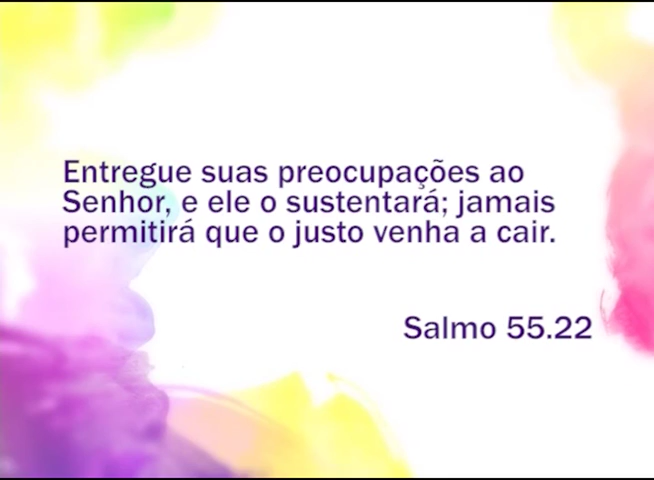 Entregue suas preocupações ao
Senhor, e ele o sustentará; jamais
permitirá que o justo venha a cair.
Salmo 55.22